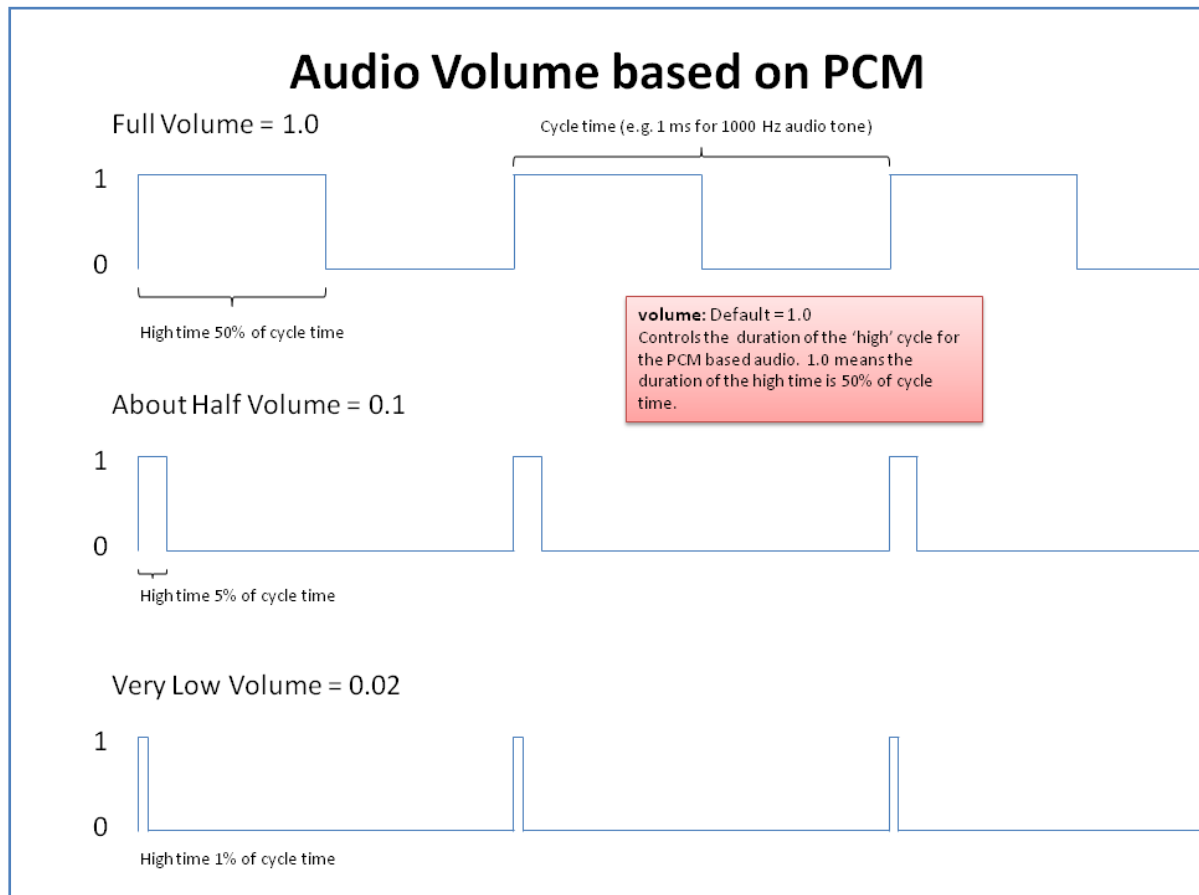 Audio Volume based on PCM
Full Volume = 1.0
Cycle time (e.g. 1 ms for 1000 Hz audio tone)
1
0
High time 50% of cycle time
volume: Default = 1.0
Controls the duration of the ‘high’ cycle for
the PCM based audio. 1.0 means the
duration of the high time is 50% of cycle
time.
About Half Volume = 0.1
1
0
High time 5% of cycle time
Very Low Volume = 0.02
1
0
High time 1% of cycle time